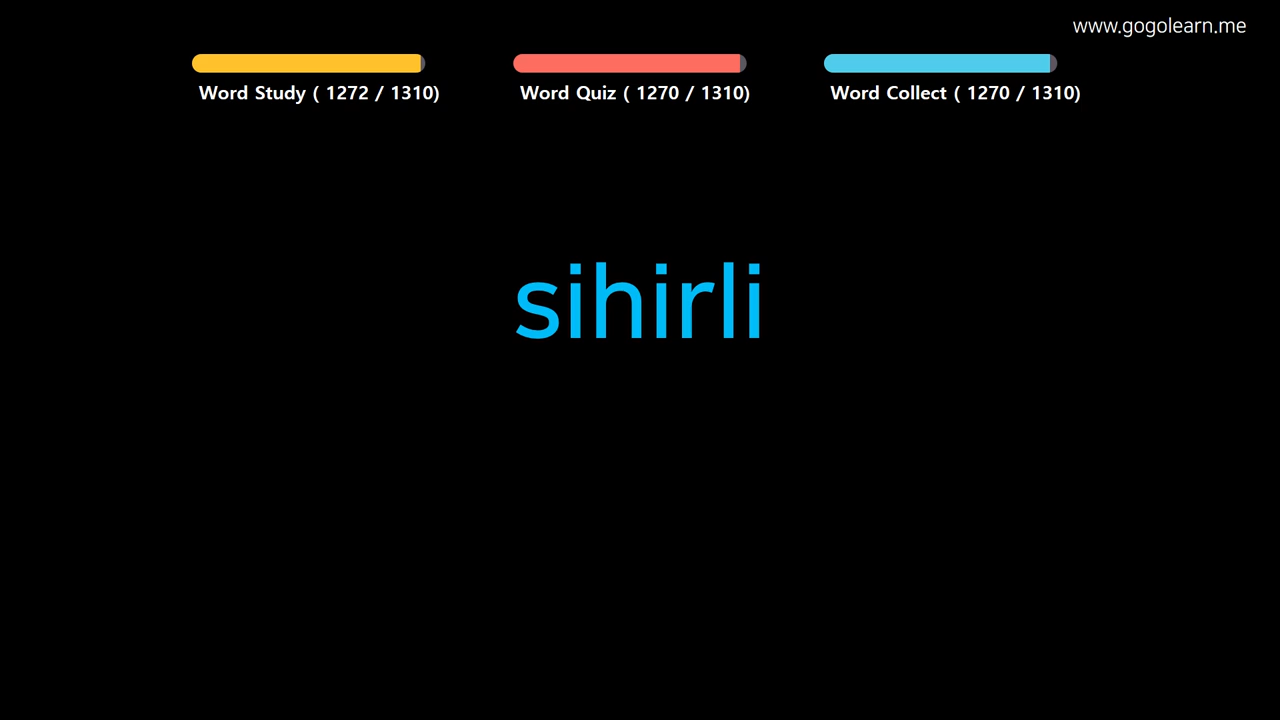 www.gogolearn.me
Word Study ( 1272 / 1310)
Word Quiz ( 1270 / 1310)
Word Collect ( 1270 / 1310)
sihirli